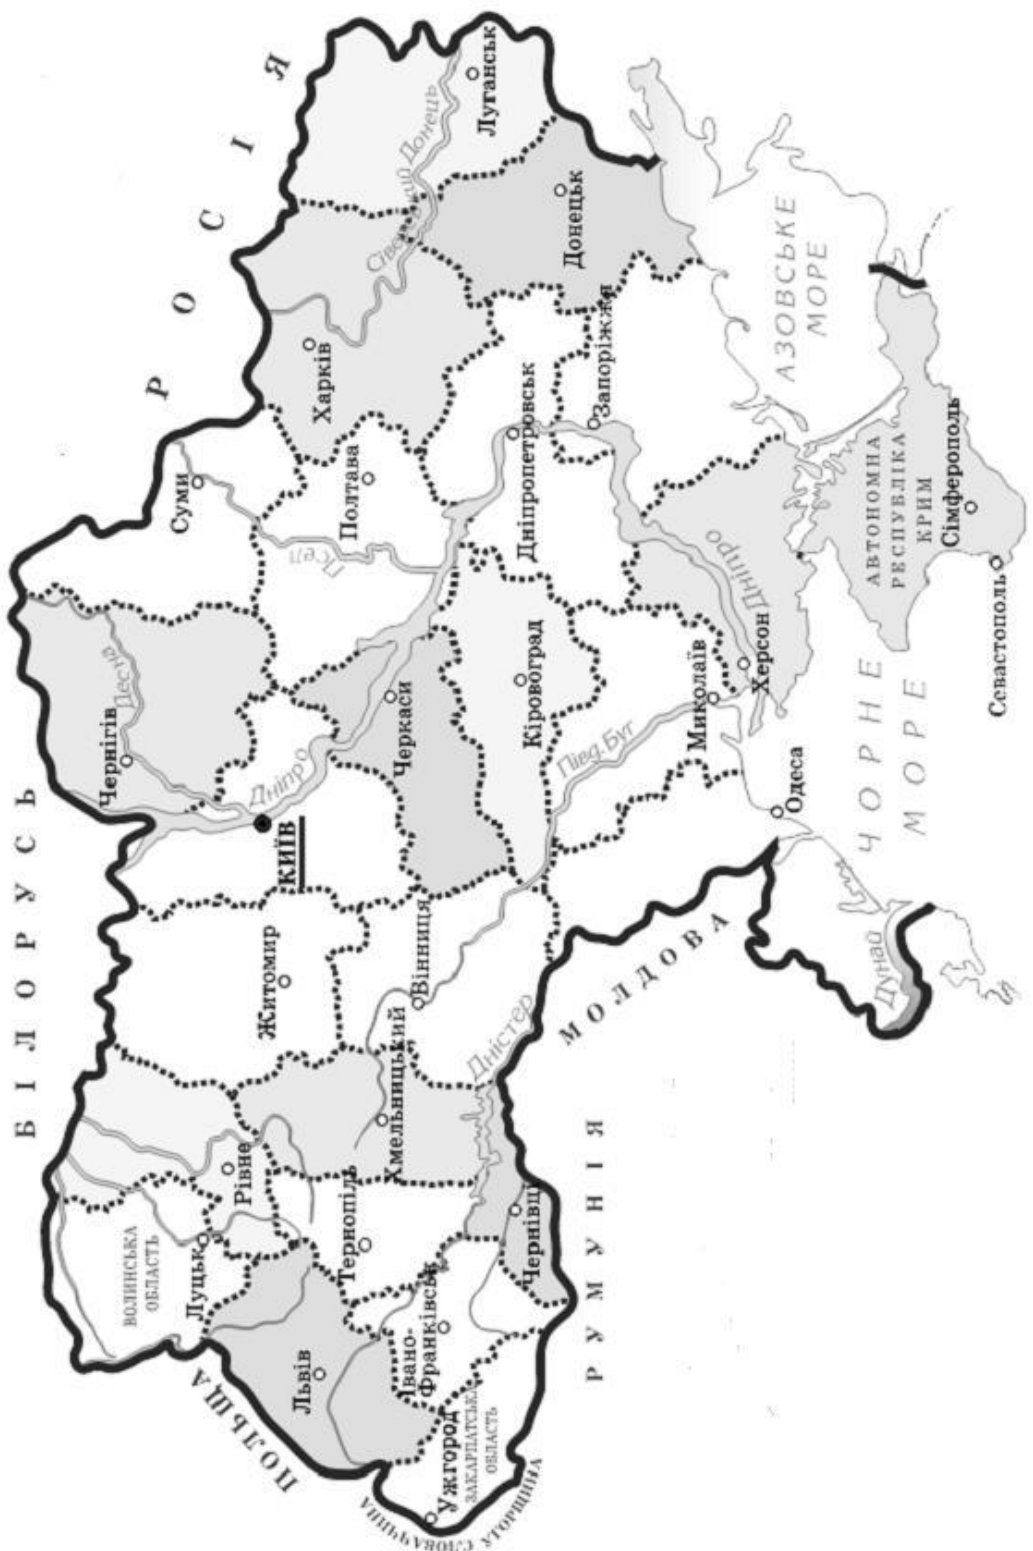 БІЛОРУСЬ
РОСІЯ
ПОЛЬЩА
СЛОВАЧЧИНА
УГОРЩИНА
РУМУНІЯ
МОЛДОВА
ВОЛИНСЬКА
ОБЛАСТЬ
Луцьк
Рівне
Житомир
КИЇВ
Чернігів
Десна
Суми
Псел
Дніпро
Львів
Тернопіль
Хмельницький
Вінниця
Черкаси
Полтава
Харків
Сіверський Донець
Луганськ
Ужгород
ЗАКАРПАТСЬКА
ОБЛАСТЬ
Івано-
Франківськ
Чернівці
Дністер
Кіровоград
Дніпропетровськ
Донецьк
Запоріжжя
Півд. Буг
Миколаїв
Херсон
Дніпро
Одеса
Дунай
ЧОРНЕ
МОРЕ
АЗОВСЬКЕ
МОРЕ
АВТОНОМНА
РЕСПУБЛІКА
КРИМ
Сімферополь
Севастополь